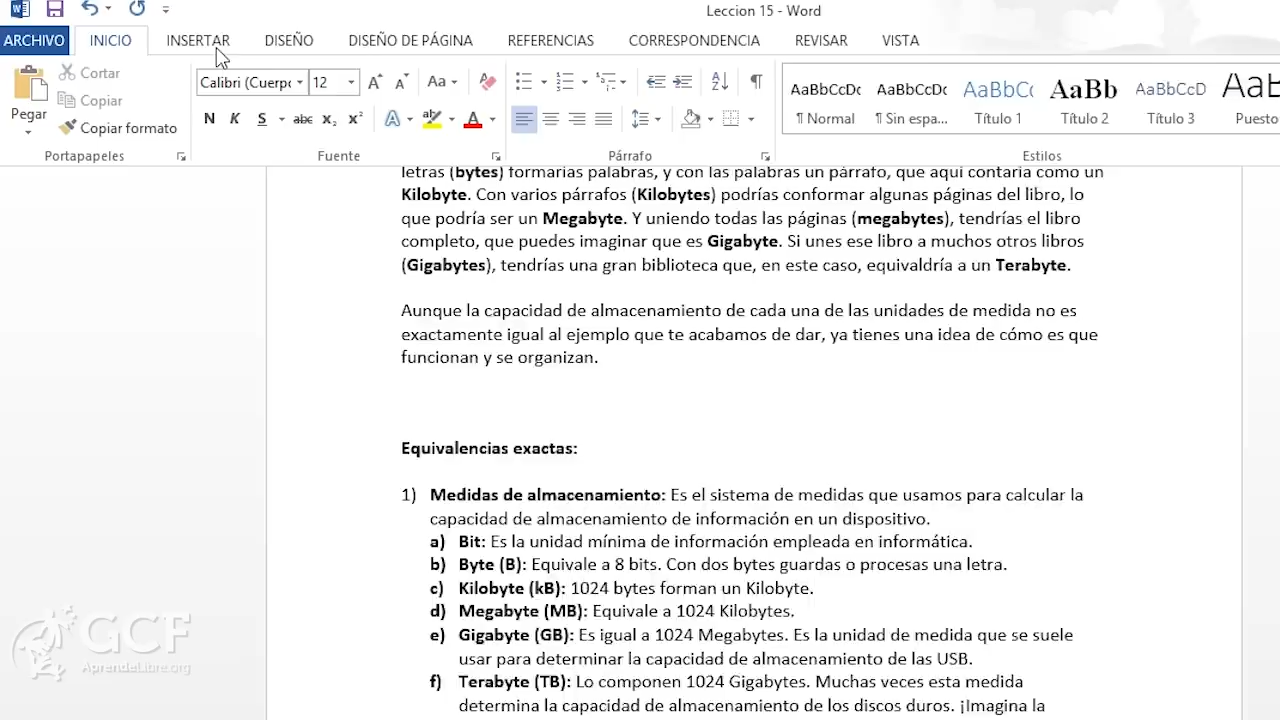 Leccion 15 - Word
ARCHIVO INICIO INSERTAR DISEÑO DISEÑO DE PÁGINA REFERENCIAS CORRESPONDENCIA REVISAR VISTA
Pegar
Cortar
Copiar
Copiar formato
Portapapeles
Calibri (Cuerpc 12
Aa
N K S abc x₂ x²
A ab A
Fuente
Párrafo
AaBbCcDc AaBbCcDc AaBbCc AaBb AaBbCcD Aa
¶ Normal ¶ Sin espa... Título 1 Título 2 Título 3 Puesto
Estilos
letras (bytes) formarías palabras, y con las palabras un párrafo, que aquí contaría como un
Kilobyte. Con varios párrafos (Kilobytes) podrías conformar algunas páginas del libro, lo
que podría ser un Megabyte. Y uniendo todas las páginas (megabytes), tendrías el libro
completo, que puedes imaginar que es Gigabyte. Si unes ese libro a muchos otros libros
(Gigabytes), tendrías una gran biblioteca que, en este caso, equivaldría a un Terabyte.
Aunque la capacidad de almacenamiento de cada una de las unidades de medida no es
exactamente igual al ejemplo que te acabamos de dar, ya tienes una idea de cómo es que
funcionan y se organizan.
Equivalencias exactas:
1) Medidas de almacenamiento: Es el sistema de medidas que usamos para calcular la
capacidad de almacenamiento de información en un dispositivo.
a) Bit: Es la unidad mínima de información empleada en informática.
b) Byte (B): Equivale a 8 bits. Con dos bytes guardas o procesas una letra.
c) Kilobyte (kB): 1024 bytes forman un Kilobyte.
d) Megabyte (MB): Equivale a 1024 Kilobytes.
e) Gigabyte (GB): Es igual a 1024 Megabytes. Es la unidad de medida que se suele
usar para determinar la capacidad de almacenamiento de las USB.
f) Terabyte (TB): Lo componen 1024 Gigabytes. Muchas veces esta medida
determina la capacidad de almacenamiento de los discos duros. ¡Imagina la
GCF
AprendeLibre.org